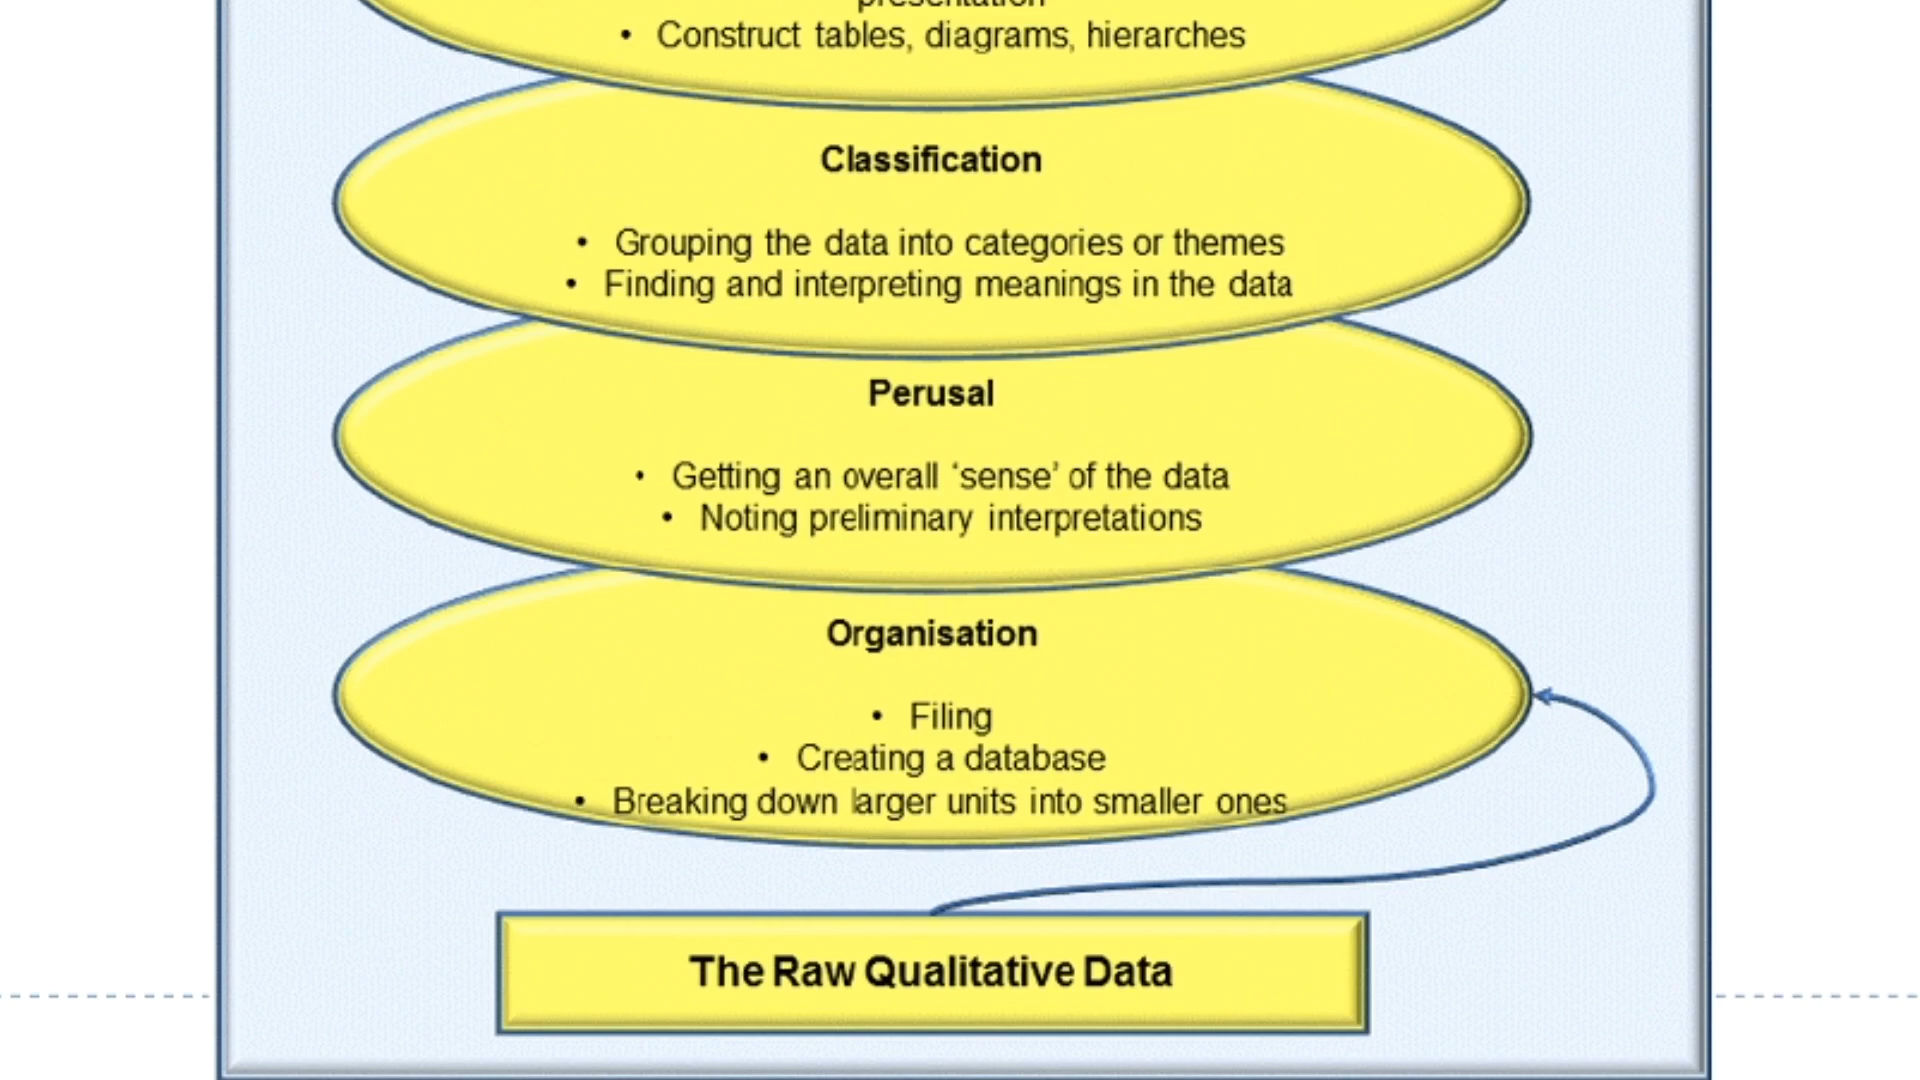 presentation
• Construct tables, diagrams, hierarches
Classification
• Grouping the data into categories or themes
• Finding and interpreting meanings in the data
Perusal
• Getting an overall ‘sense’ of the data
• Noting preliminary interpretations
Organisation
• Filing
• Creating a database
• Breaking down larger units into smaller ones
The Raw Qualitative Data